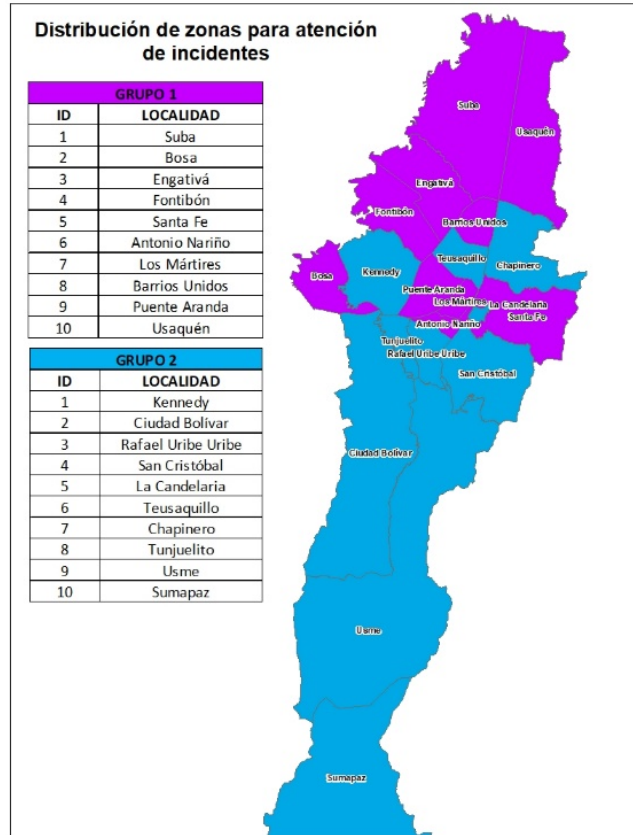 Distribución de zonas para atención
de incidentes
GRUPO 1
ID LOCALIDAD
1 Suba
2 Bosa
3 Engativá
4 Fontibón
5 Santa Fe
6 Antonio Nariño
7 Los Mártires
8 Barrios Unidos
9 Puente Aranda
10 Usaquén
GRUPO 2
ID LOCALIDAD
1 Kennedy
2 Ciudad Bolívar
3 Rafael Uribe Uribe
4 San Cristóbal
5 La Candelaria
6 Teusaquillo
7 Chapinero
8 Tunjuelito
9 Usme
10 Sumapaz
Suba
Usaquén
Engativá
Fontibón
Barrios Unidos
Teusaquillo
Chapinero
Bosa
Kennedy
Puente Aranda
Los Mártires
La Candelaria
Santa Fe
Antonio Nariño
Tunjuelito
Rafael Uribe Uribe
San Cristóbal
Ciudad Bolívar
Usme
Sumapaz